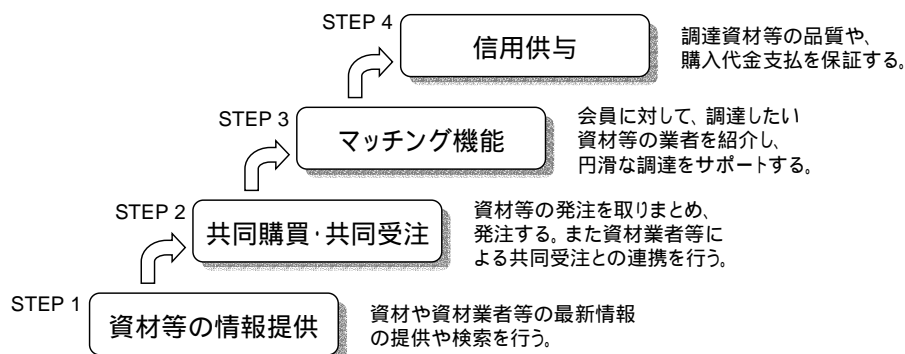 STEP 4
信用供与
調達資材等の品質や、
購入代金支払を保証する。
STEP 3
マッチング機能
会員に対して、調達したい
資材等の業者を紹介し、
円滑な調達をサポートする。
STEP 2
共同購買・共同受注
資材等の発注を取りまとめ、
発注する。また資材業者等に
よる共同受注との連携を行う。
STEP 1
資材等の情報提供
資材や資材業者等の最新情報
の提供や検索を行う。